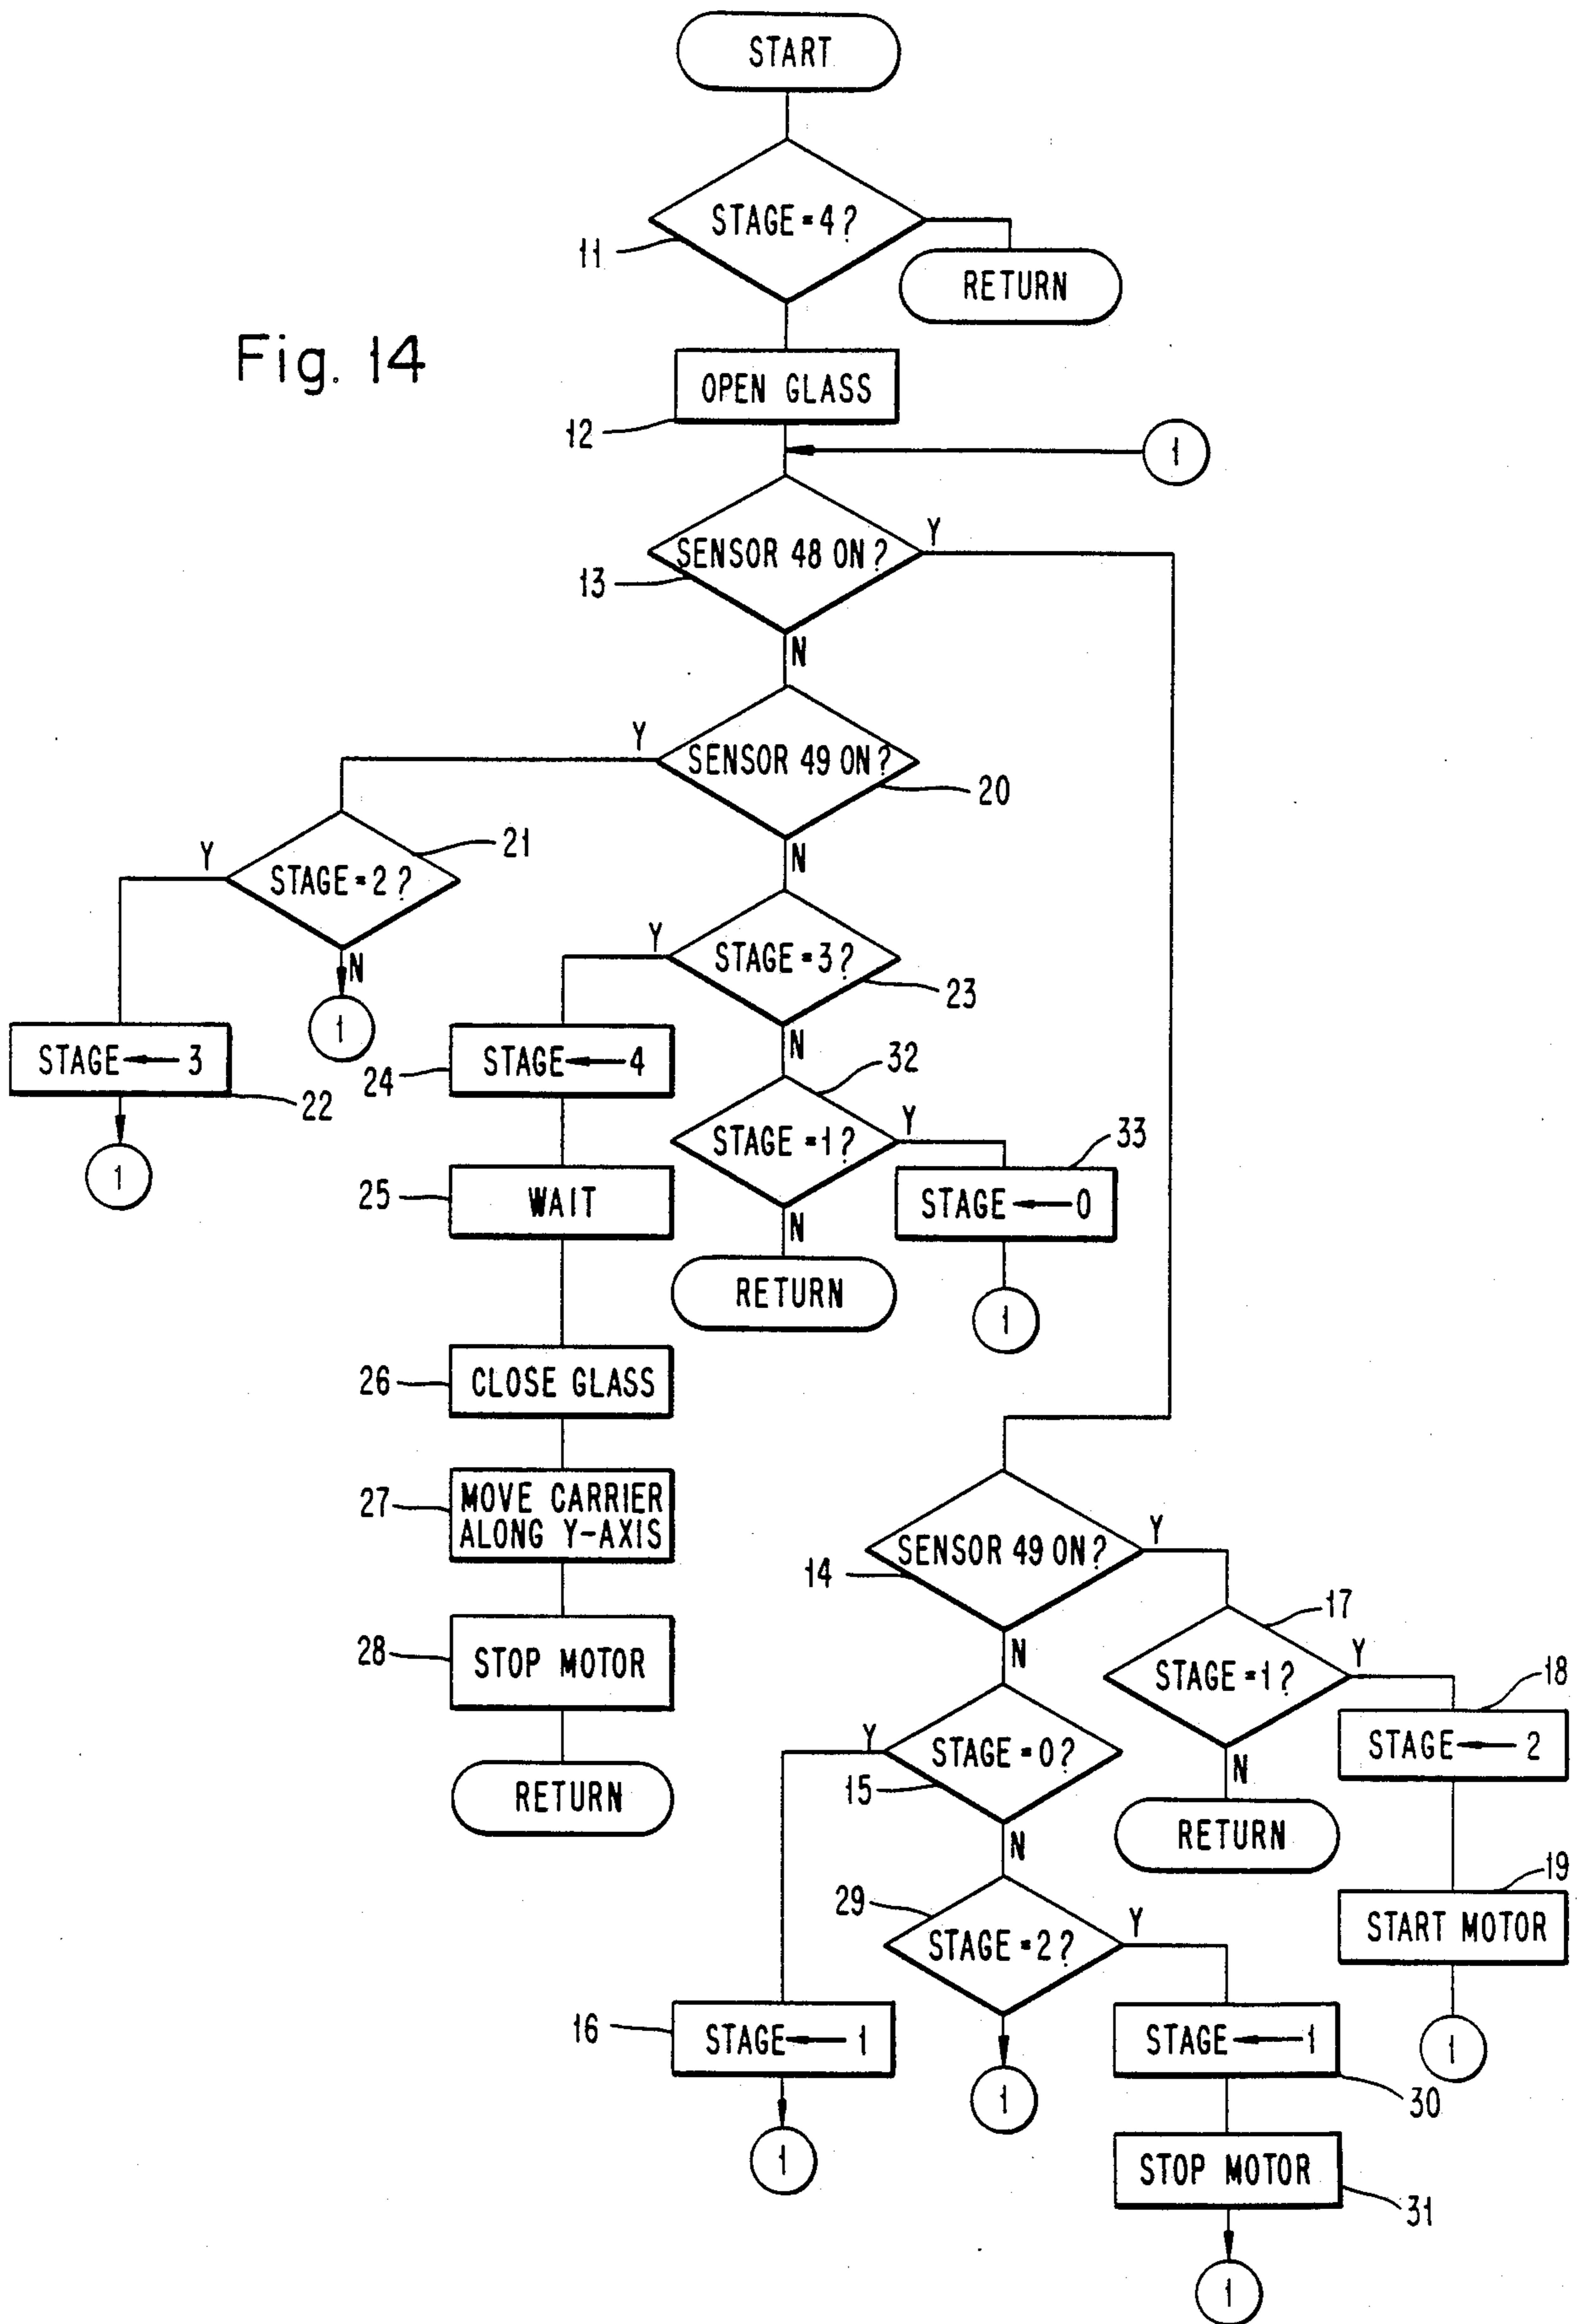 START
STAGE=4?
11
RETURN
Fig. 14
OPEN GLASS
12
1
SENSOR 48 ON?
Y
13
N
SENSOR 49 ON?
Y
20
N
STAGE=2?
Y
21
N
1
STAGE=3?
Y
23
N
STAGE←3
22
1
STAGE←4
24
32
STAGE=1?
Y
33
N
STAGE←0
1
WAIT
25
RETURN
CLOSE GLASS
26
MOVE CARRIER
ALONG Y-AXIS
27
SENSOR 49 ON?
Y
14
N
STOP MOTOR
28
17
STAGE=1?
Y
N
18
STAGE←2
STAGE=0?
Y
15
N
RETURN
RETURN
29
STAGE=2?
Y
19
START MOTOR
1
16
STAGE←1
1
1
STAGE←1
30
STOP MOTOR
31
1